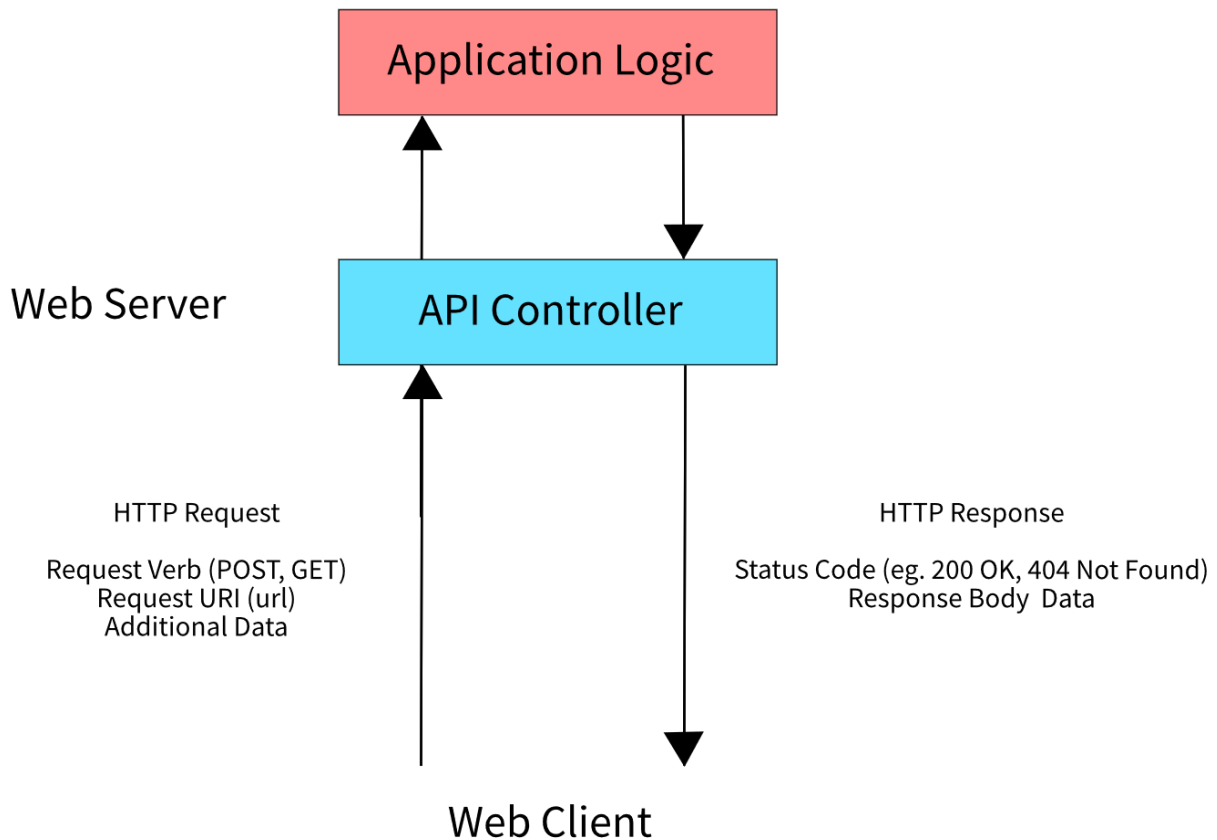 Application Logic
Web Server
API Controller
HTTP Request
Request Verb (POST, GET)
Request URI (url)
Additional Data
HTTP Response
Status Code (eg. 200 OK, 404 Not Found)
Response Body  Data
Web Client